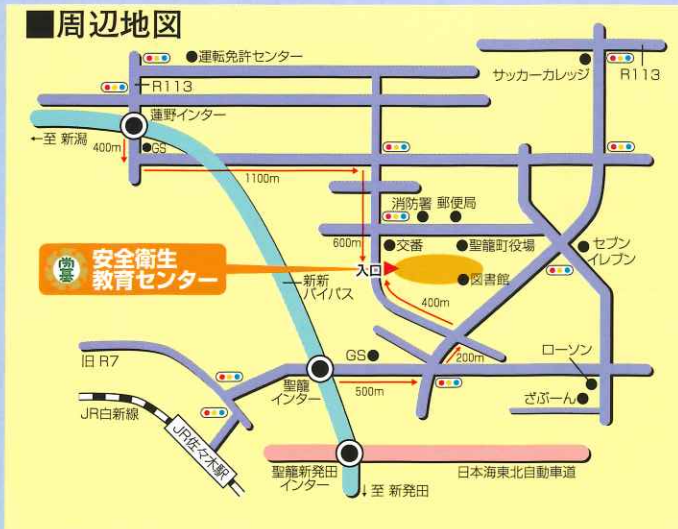 ■周辺地図
●運転免許センター
サッカーカレッジ
R113
R113
蓮野インター
←至 新潟
400m
GS
1100m
消防署 郵便局
600m
交番
聖籠町役場
セブン
イレブン
安全衛生
教育センター
入口
図書館
新新
バイパス
400m
旧 R7
GS
200m
ローソン
聖籠
インター
500m
ざぶーん
JR白新線
JR佐々木駅
聖籠新発田
インター
日本海東北自動車道
↓至 新発田